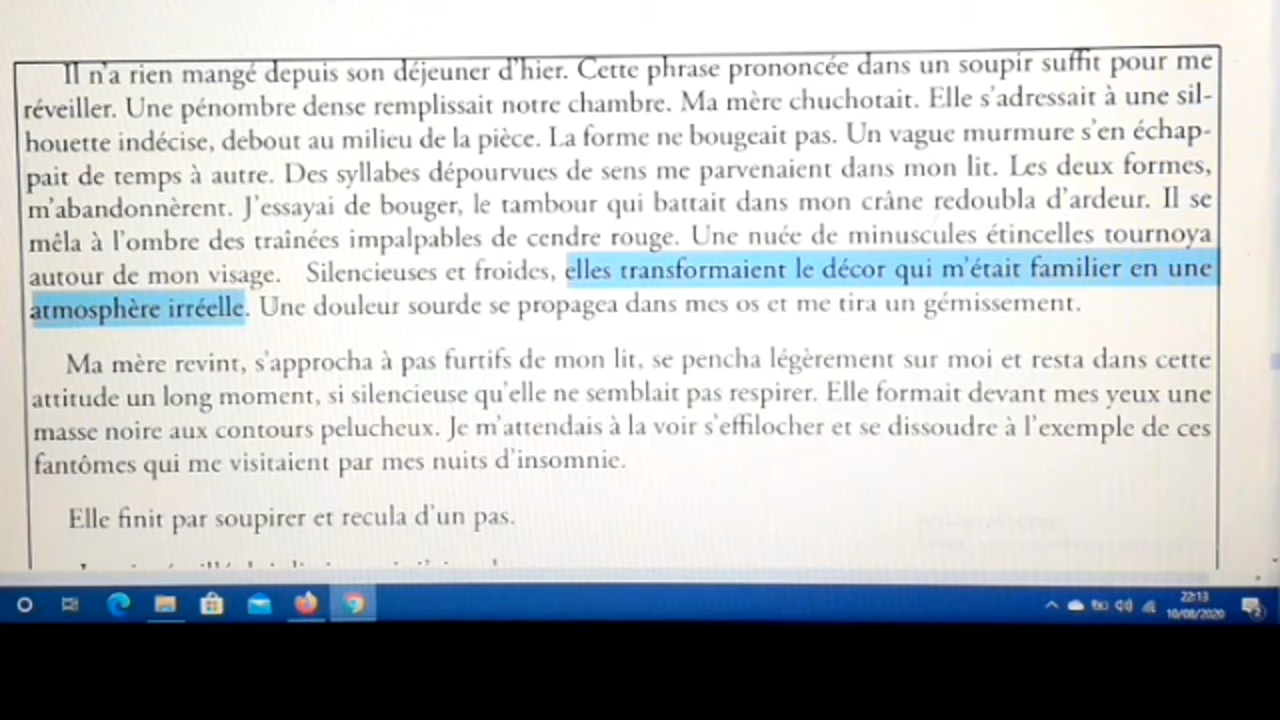 Il n'a rien mangé depuis son déjeuner d'hier. Cette phrase prononcée dans un soupir suffit pour me
réveiller. Une pénombre dense remplissait notre chambre. Ma mère chuchotait. Elle s'adressait à une sil-
houette indécise, debout au milieu de la pièce. La forme ne bougeait pas. Un vague murmure s'en échap-
pait de temps à autre. Des syllabes dépourvues de sens me parvenaient dans mon lit. Les deux formes,
m'abandonnèrent. J'essayai de bouger, le tambour qui battait dans mon crâne redoubla d'ardeur. Il se
mêla à l'ombre des traînées impalpables de cendre rouge. Une nuée de minuscules étincelles tournoya
autour de mon visage. Silencieuses et froides, elles transformaient le décor qui m'était familier en une
atmosphère irréelle. Une douleur sourde se propagea dans mes os et me tira un gémissement.
Ma mère revint, s'approcha à pas furtifs de mon lit, se pencha légèrement sur moi et resta dans cette
attitude un long moment, si silencieuse qu'elle ne semblait pas respirer. Elle formait devant mes yeux une
masse noire aux contours pelucheux. Je m'attendais à la voir s'effilocher et se dissoudre à l'exemple de ces
fantômes qui me visitaient par mes nuits d'insomnie.
Elle finit par soupirer et recula d'un pas.
22:13
10/08/2020